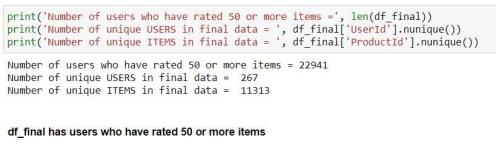 print('Number of users who have rated 50 or more items =', len(df_final))
print('Number of unique USERS in final data = ', df_final['UserId'].nunique())
print('Number of unique ITEMS in final data = ', df_final['ProductId'].nunique())
Number of users who have rated 50 or more items = 22941
Number of unique USERS in final data =  267
Number of unique ITEMS in final data =  11313
df_final has users who have rated 50 or more items